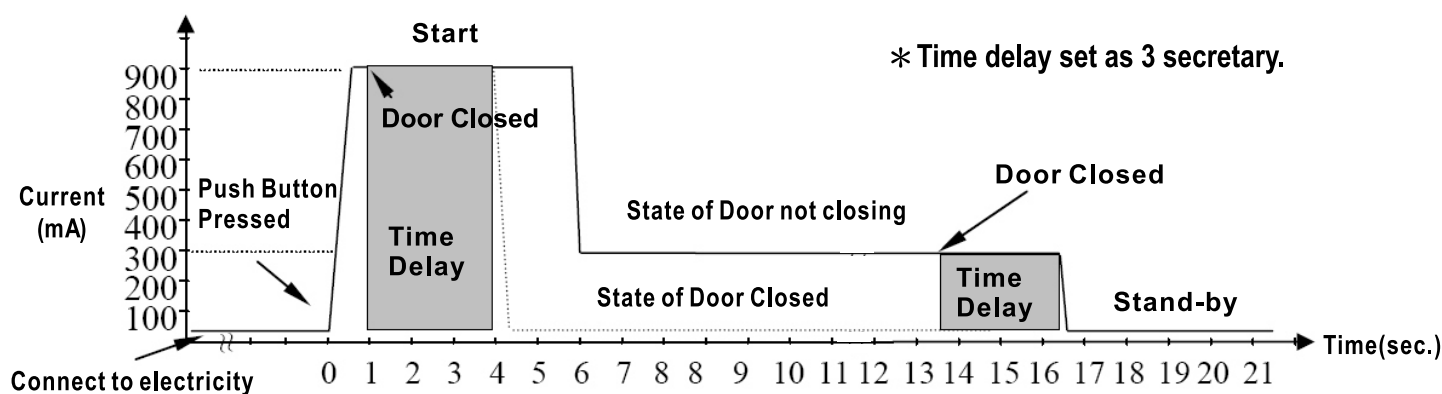 Start
＊Time delay set as 3 secretary.
900
800
700
600
500
400
300
200
100
Current
(mA)
Push Button
Pressed
Door Closed
Time
Delay
State of Door not closing
State of Door Closed
Door Closed
Time
Delay
Stand-by
Time(sec.)
0 1 2 3 4 5 6 7 8 8 9 10 11 12 13 14 15 16 17 18 19 20 21
Connect to electricity